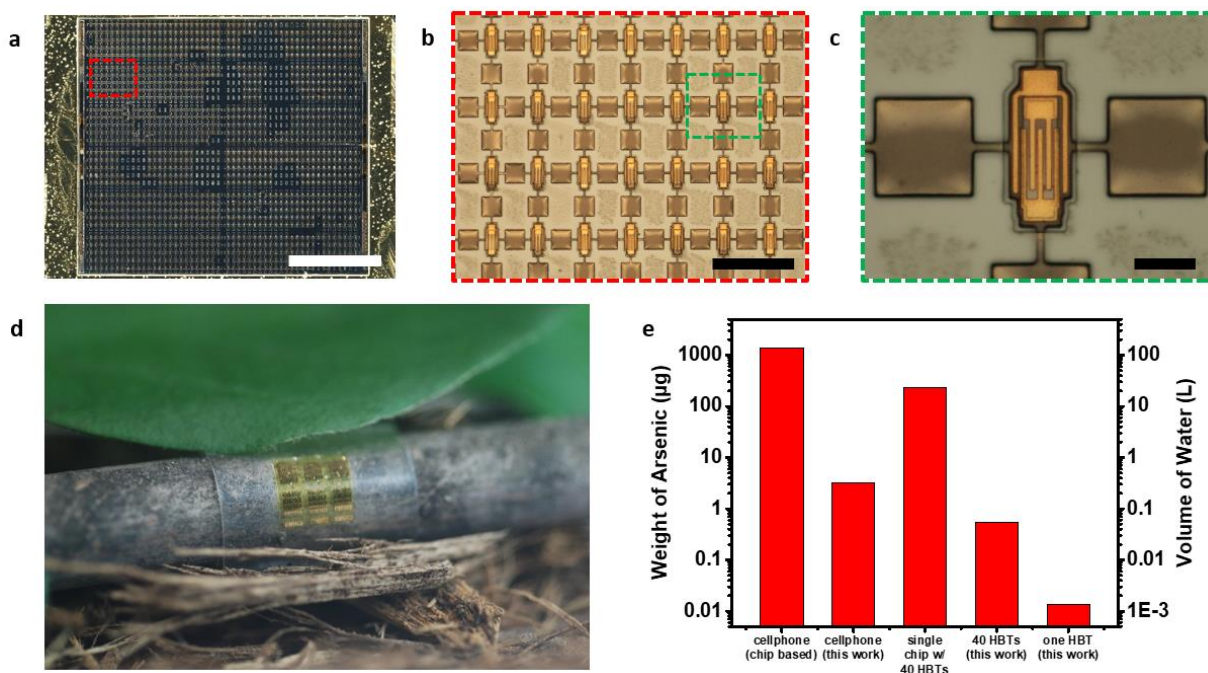 a
b
c
d
e
Weight of Arsenic (µg)
1000
100
10
1
0.1
0.01
100
10
1
0.1
0.01
1E-3
Volume of Water (L)
cellphone
(chip based)
cellphone
(this work)
single
chip w/
40 HBTs
40 HBTs
(this work)
one HBT
(this work)